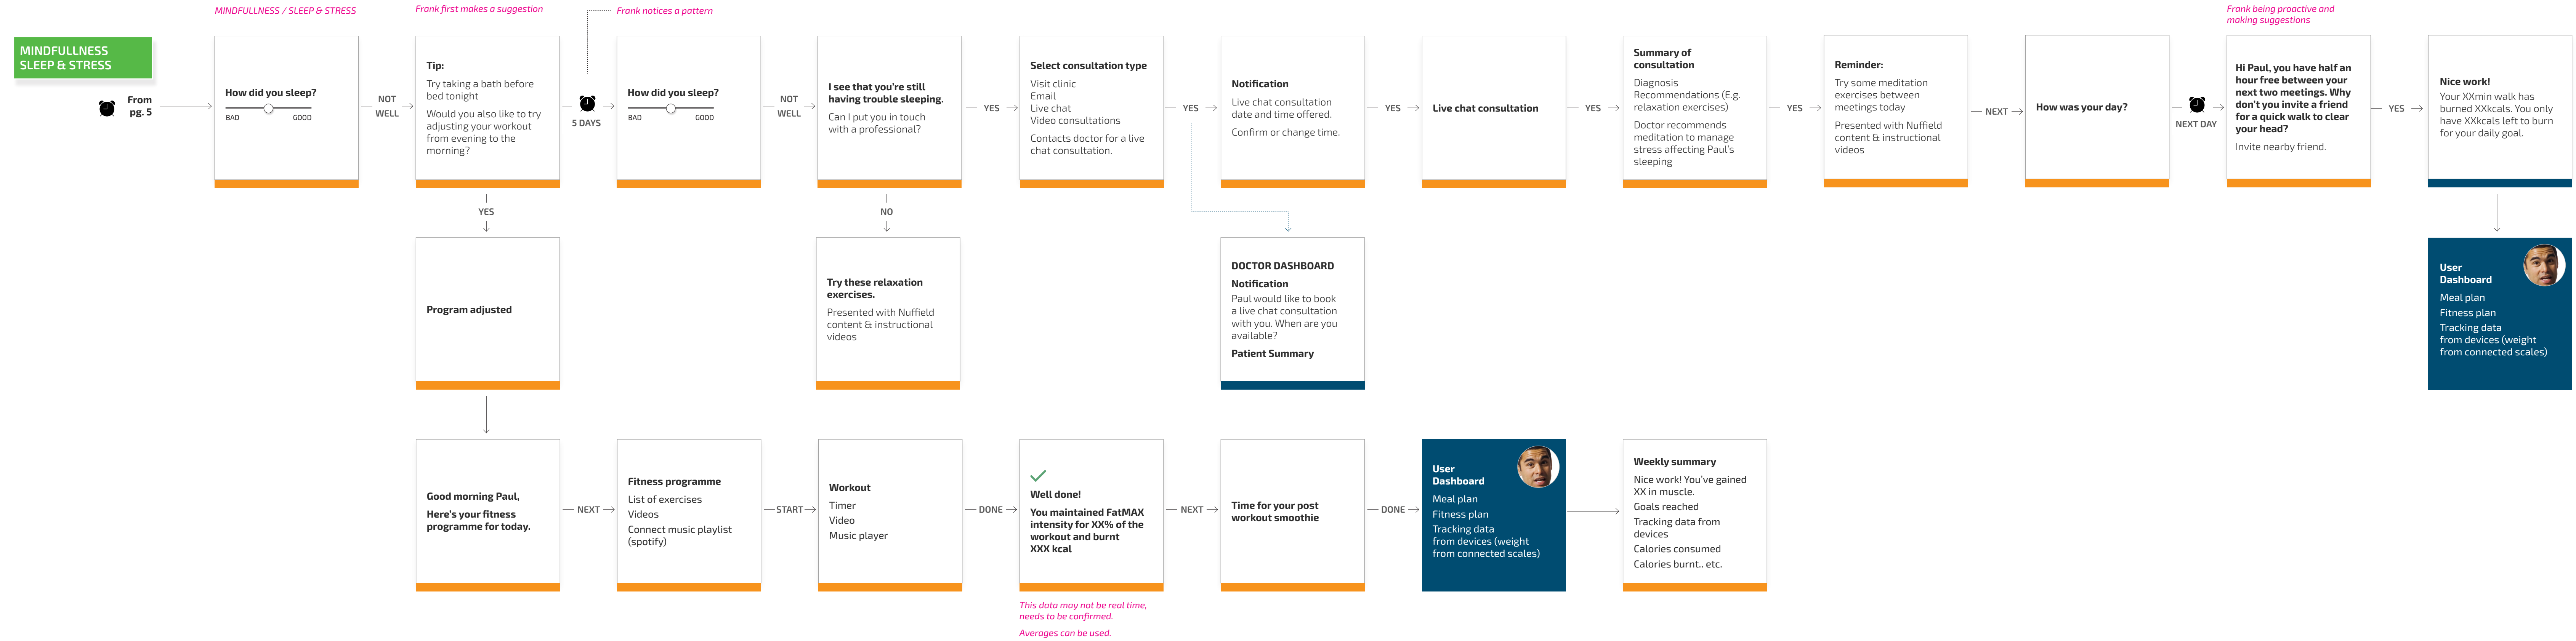 MINDFULLNESS / SLEEP & STRESS
Frank first makes a suggestion
Frank notices a pattern
Frank being proactive and
making suggestions
MINDFULLNESS
SLEEP & STRESS
From
pg. 5
How did you sleep?
BAD
GOOD
NOT
WELL
Tip:
Try taking a bath before
bed tonight
Would you also like to try
adjusting your workout
from evening to the
morning?
5 DAYS
How did you sleep?
BAD
GOOD
NOT
WELL
I see that you're still
having trouble sleeping.
Can I put you in touch
with a professional?
YES
Select consultation type
Visit clinic
Email
Live chat
Video consultations
Contacts doctor for a live
chat consultation.
YES
Notification
Live chat consultation
date and time offered.
Confirm or change time.
YES
Live chat consultation
YES
Summary of
consultation
Diagnosis
Recommendations (E.g.
relaxation exercises)
Doctor recommends
meditation to manage
stress affecting Paul's
sleeping
YES
Reminder:
Try some meditation
exercises between
meetings today
Presented with Nuffield
content & instructional
videos
NEXT
How was your day?
NEXT DAY
Hi Paul, you have half an
hour free between your
next two meetings. Why
don't you invite a friend
for a quick walk to clear
your head?
Invite nearby friend.
YES
Nice work!
Your XXmin walk has
burned XXkcals. You only
have XXkcals left to burn
for your daily goal.
YES
NO
Program adjusted
Try these relaxation
exercises.
Presented with Nuffield
content & instructional
videos
DOCTOR DASHBOARD
Notification
Paul would like to book
a live chat consultation
with you. When are you
available?
Patient Summary
User
Dashboard
Meal plan
Fitness plan
Tracking data
from devices (weight
from connected scales)
Good morning Paul,
Here's your fitness
programme for today.
NEXT
Fitness programme
List of exercises
Videos
Connect music playlist
(spotify)
START
Workout
Timer
Video
Music player
DONE
Well done!
You maintained FatMAX
intensity for XX% of the
workout and burnt
XXX kcal
NEXT
Time for your post
workout smoothie
DONE
User
Dashboard
Meal plan
Fitness plan
Tracking data
from devices (weight
from connected scales)
Weekly summary
Nice work! You've gained
XX in muscle.
Goals reached
Tracking data from
devices
Calories consumed
Calories burnt.. etc.
This data may not be real time,
needs to be confirmed.
Averages can be used.